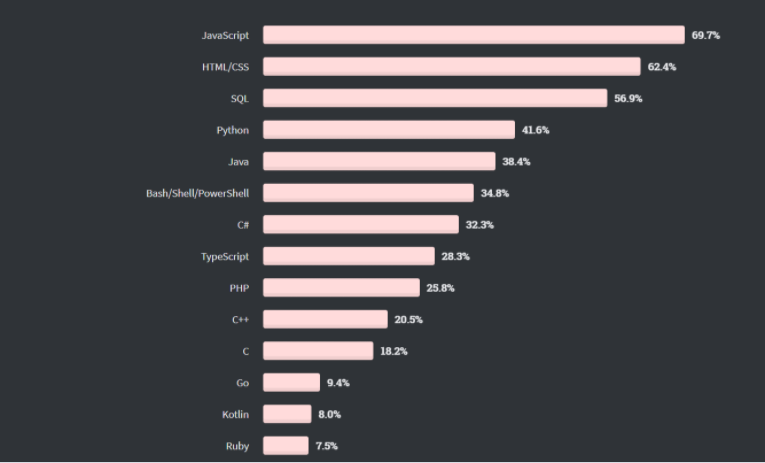 JavaScript 69.7%
HTML/CSS 62.4%
SQL 56.9%
Python 41.6%
Java 38.4%
Bash/Shell/PowerShell 34.8%
C# 32.3%
TypeScript 28.3%
PHP 25.8%
C++ 20.5%
C 18.2%
Go 9.4%
Kotlin 8.0%
Ruby 7.5%